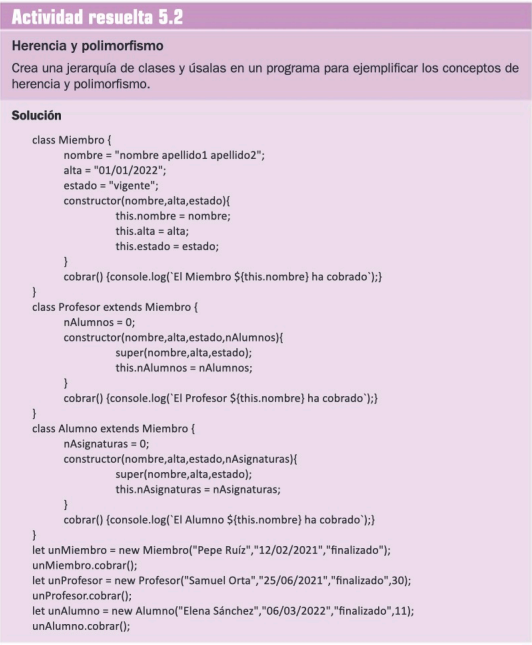 Actividad resuelta 5.2
Herencia y polimorfismo
Crea una jerarquía de clases y úsalas en un programa para ejemplificar los conceptos de
herencia y polimorfismo.
Solución
class Miembro {
nombre = "nombre apellido1 apellido2";
alta = "01/01/2022";
estado = "vigente";
constructor(nombre,alta,estado){
this.nombre = nombre;
this.alta = alta;
this.estado = estado;
}
cobrar() {console.log(`El Miembro ${this.nombre} ha cobrado`);}
}
class Profesor extends Miembro {
nAlumnos = 0;
constructor(nombre,alta,estado,nAlumnos){
super(nombre,alta,estado);
this.nAlumnos = nAlumnos;
}
cobrar() {console.log(`El Profesor ${this.nombre} ha cobrado`);}
}
class Alumno extends Miembro {
nAsignaturas = 0;
constructor(nombre,alta,estado,nAsignaturas){
super(nombre,alta,estado);
this.nAsignaturas = nAsignaturas;
}
cobrar() {console.log(`El Alumno ${this.nombre} ha cobrado`);}
}
let unMiembro = new Miembro("Pepe Ruíz","12/02/2021","finalizado");
unMiembro.cobrar();
let unProfesor = new Profesor("Samuel Orta","25/06/2021","finalizado",30);
unProfesor.cobrar();
let unAlumno = new Alumno("Elena Sánchez","06/03/2022","finalizado",11);
unAlumno.cobrar();